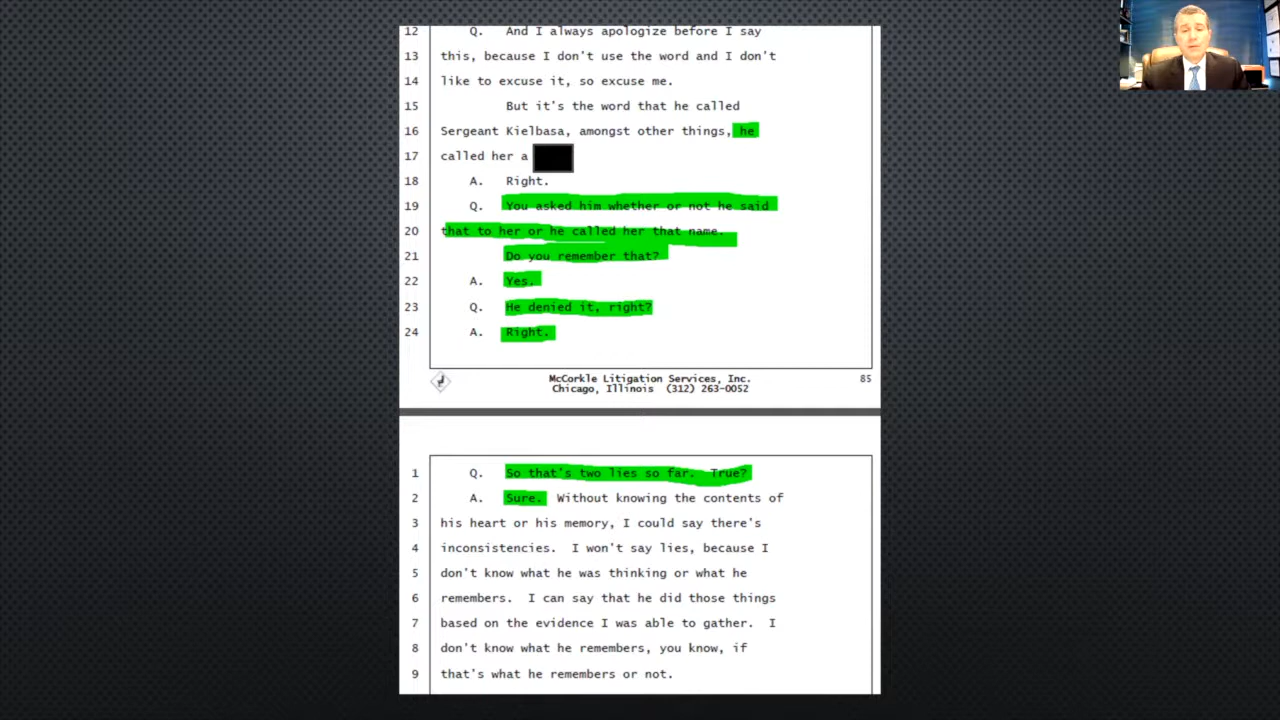 12 Q. And I always apologize before I say
13 this, because I don't use the word and I don't
14 like to excuse it, so excuse me.
15 But it's the word that he called
16 Sergeant Kielbasa, amongst other things, he
17 called her a
18 A. Right.
19 Q. You asked him whether or not he said
20 that to her or he called her that name.
21 Do you remember that?
22 A. Yes.
23 Q. He denied it, right?
24 A. Right.
McCorkle Litigation Services, Inc. 85
Chicago, Illinois (312) 263-0052
1 Q. So that's two lies so far. True?
2 A. Sure. Without knowing the contents of
3 his heart or his memory, I could say there's
4 inconsistencies. I won't say lies, because I
5 don't know what he was thinking or what he
6 remembers. I can say that he did those things
7 based on the evidence I was able to gather. I
8 don't know what he remembers, you know, if
9 that's what he remembers or not.